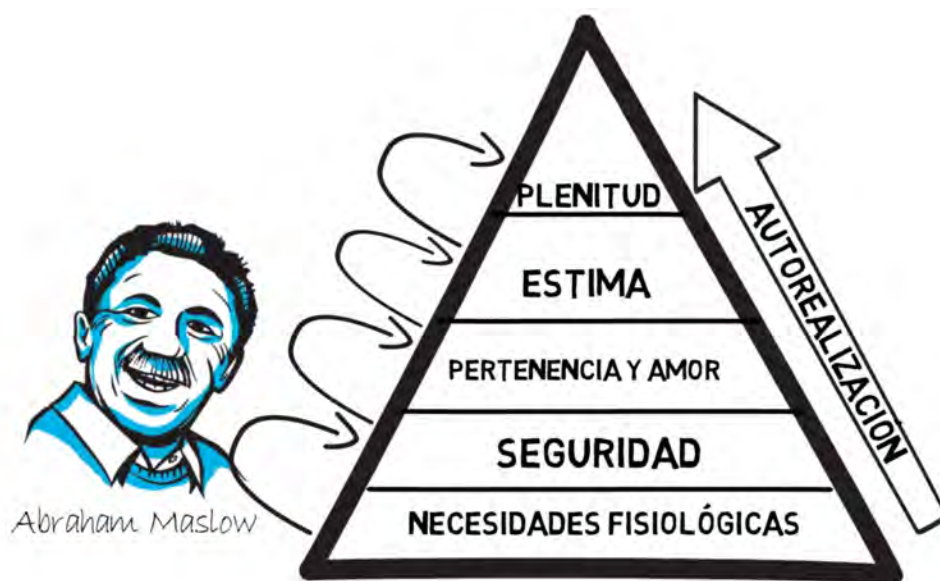 PLENITUD
ESTIMA
PERTENENCIA Y AMOR
SEGURIDAD
NECESIDADES FISIOLÓGICAS
AUTOREALIZACIÓN
Abraham Maslow